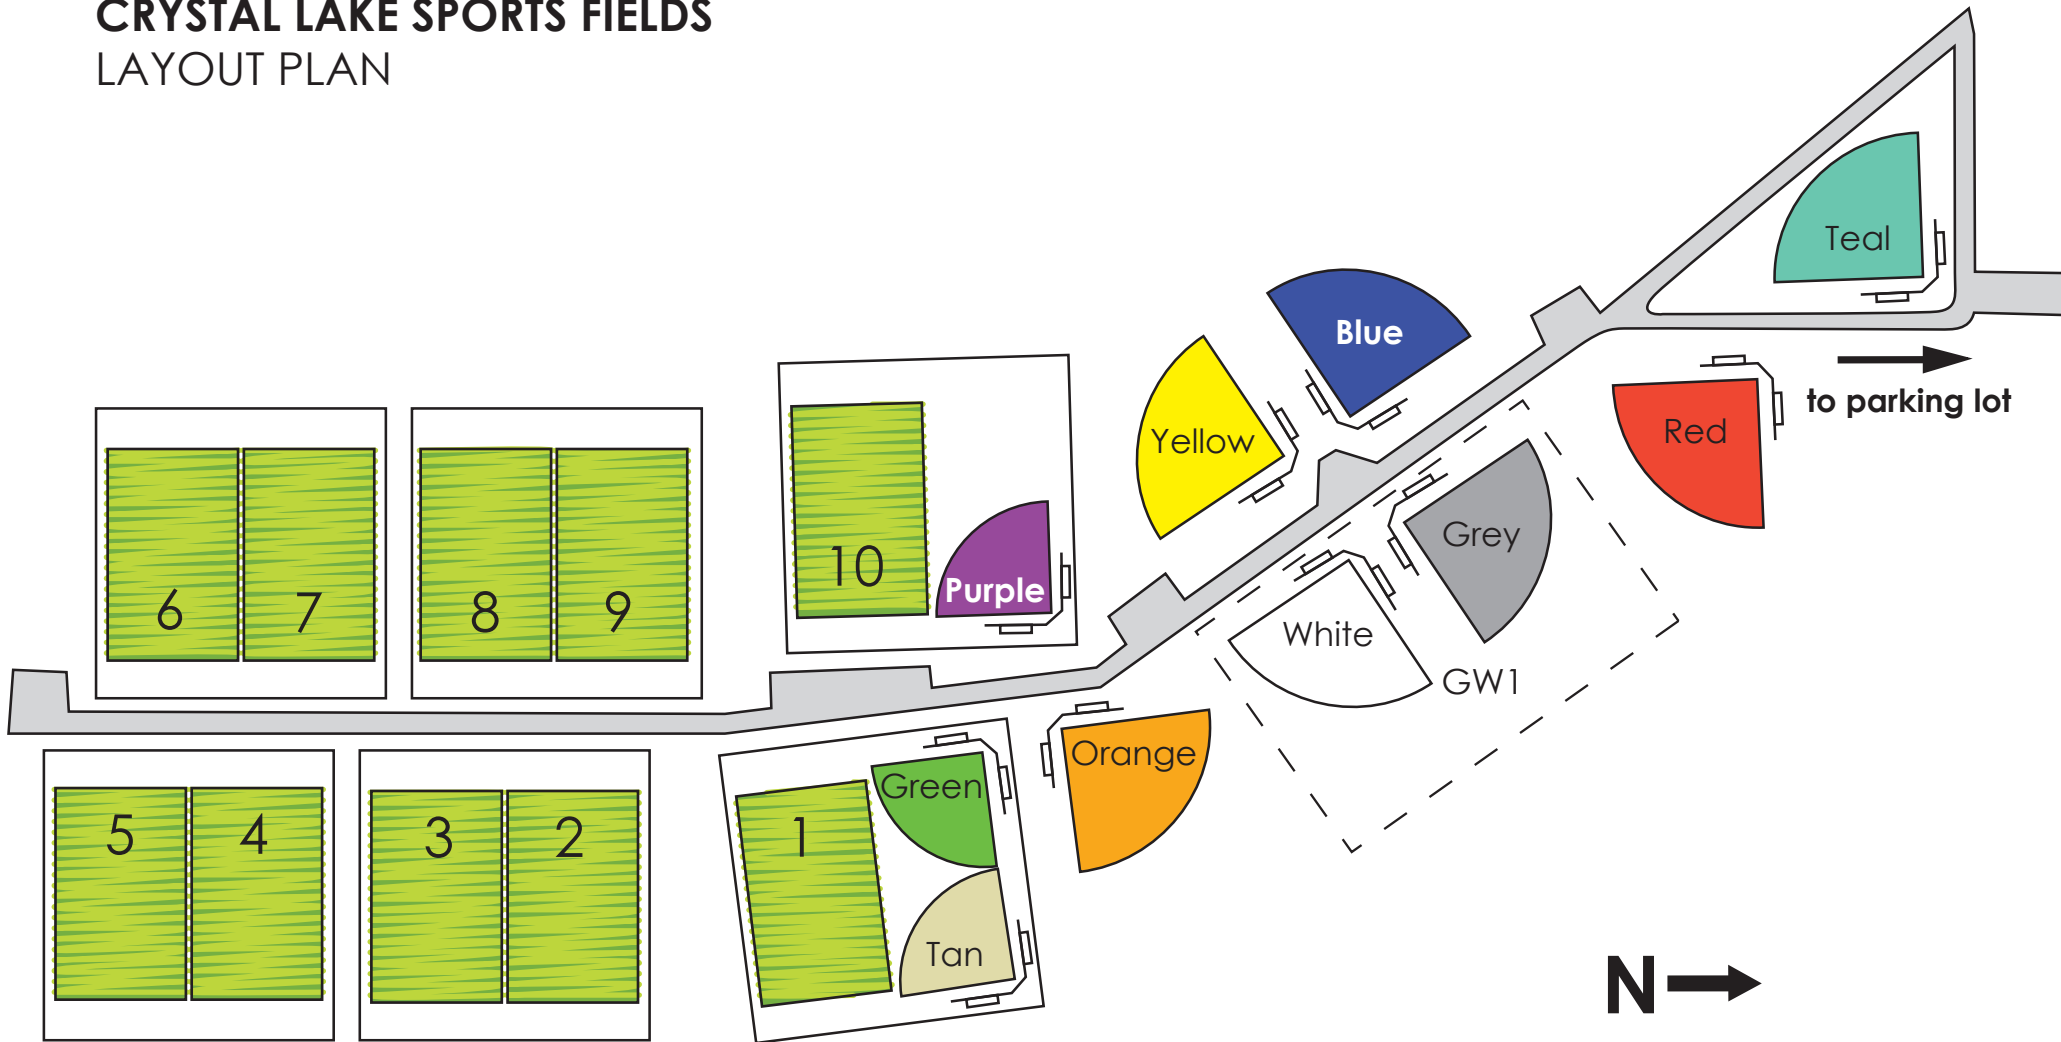 CRYSTAL LAKE SPORTS FIELDS
LAYOUT PLAN
Teal
Blue
to parking lot
Red
Yellow
Grey
10
Purple
6
7
8
9
White
GW1
Orange
Green
5
4
3
2
1
Tan
N